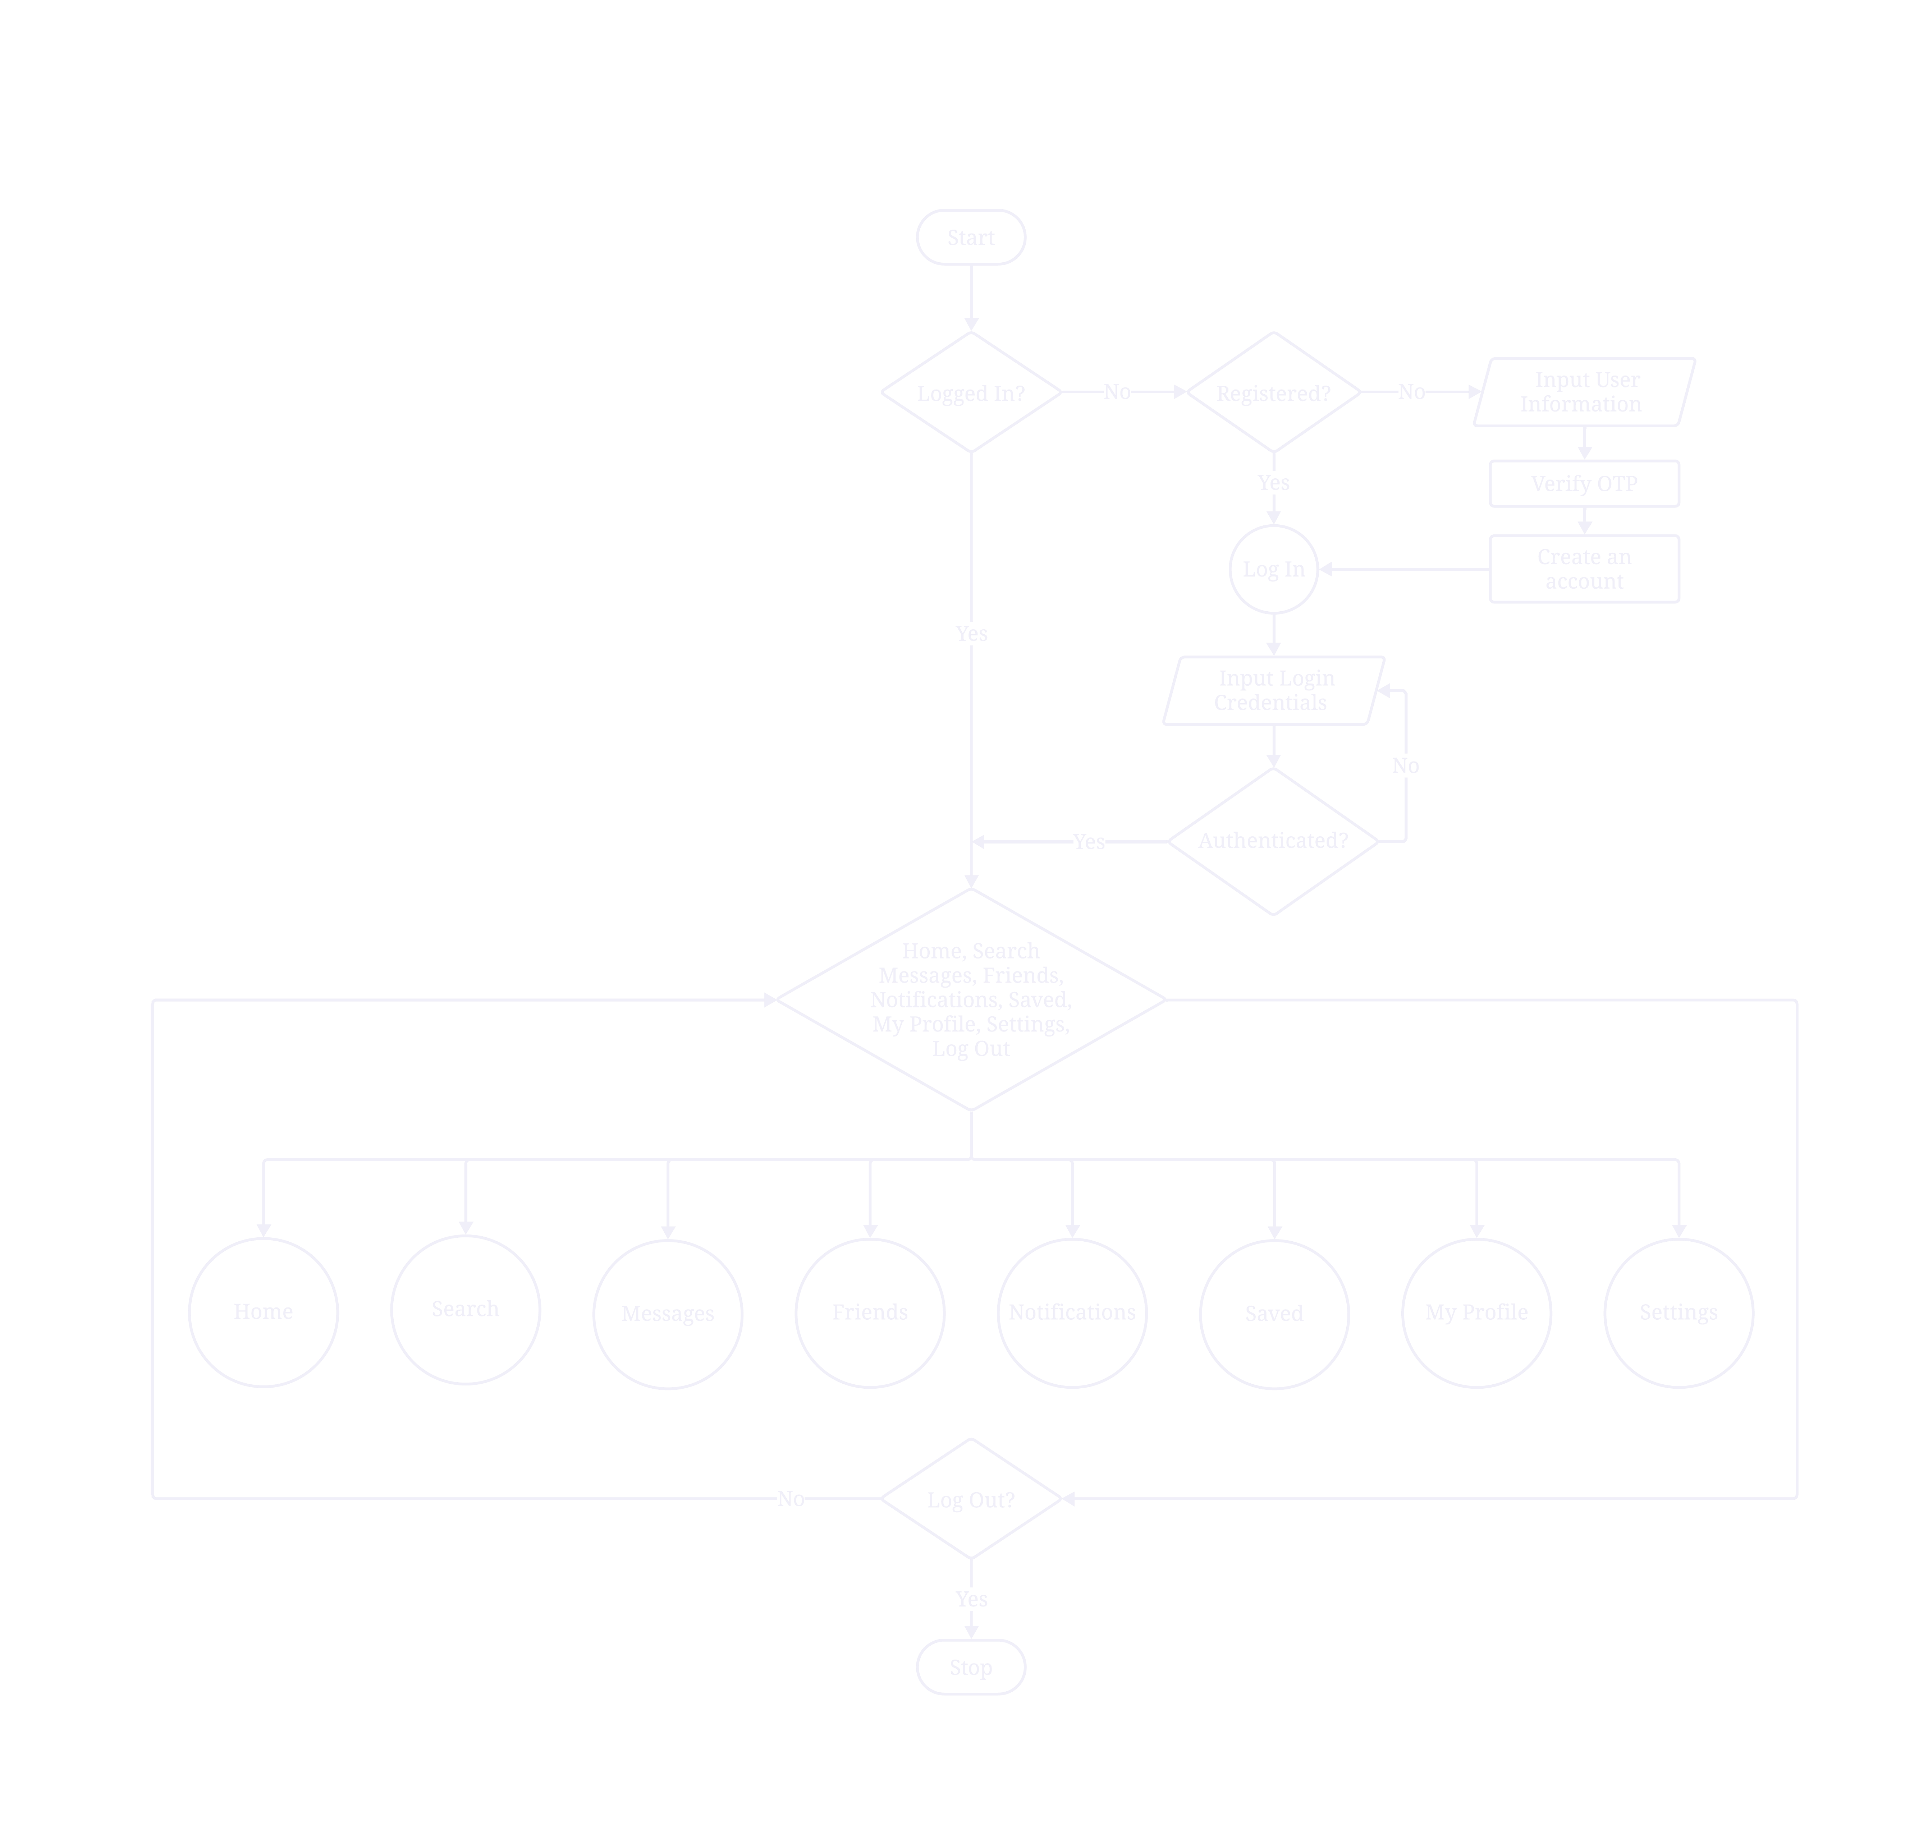 Start
Logged In?
No
Registered?
No
Input User
Information
Yes
Verify OTP
Log In
Create an
account
Yes
Input Login
Credentials
No
Yes
Authenticated?
Home, Search
Messages, Friends,
Notifications, Saved,
My Profile, Settings,
Log Out
Home
Search
Messages
Friends
Notifications
Saved
My Profile
Settings
No
Log Out?
Yes
Stop